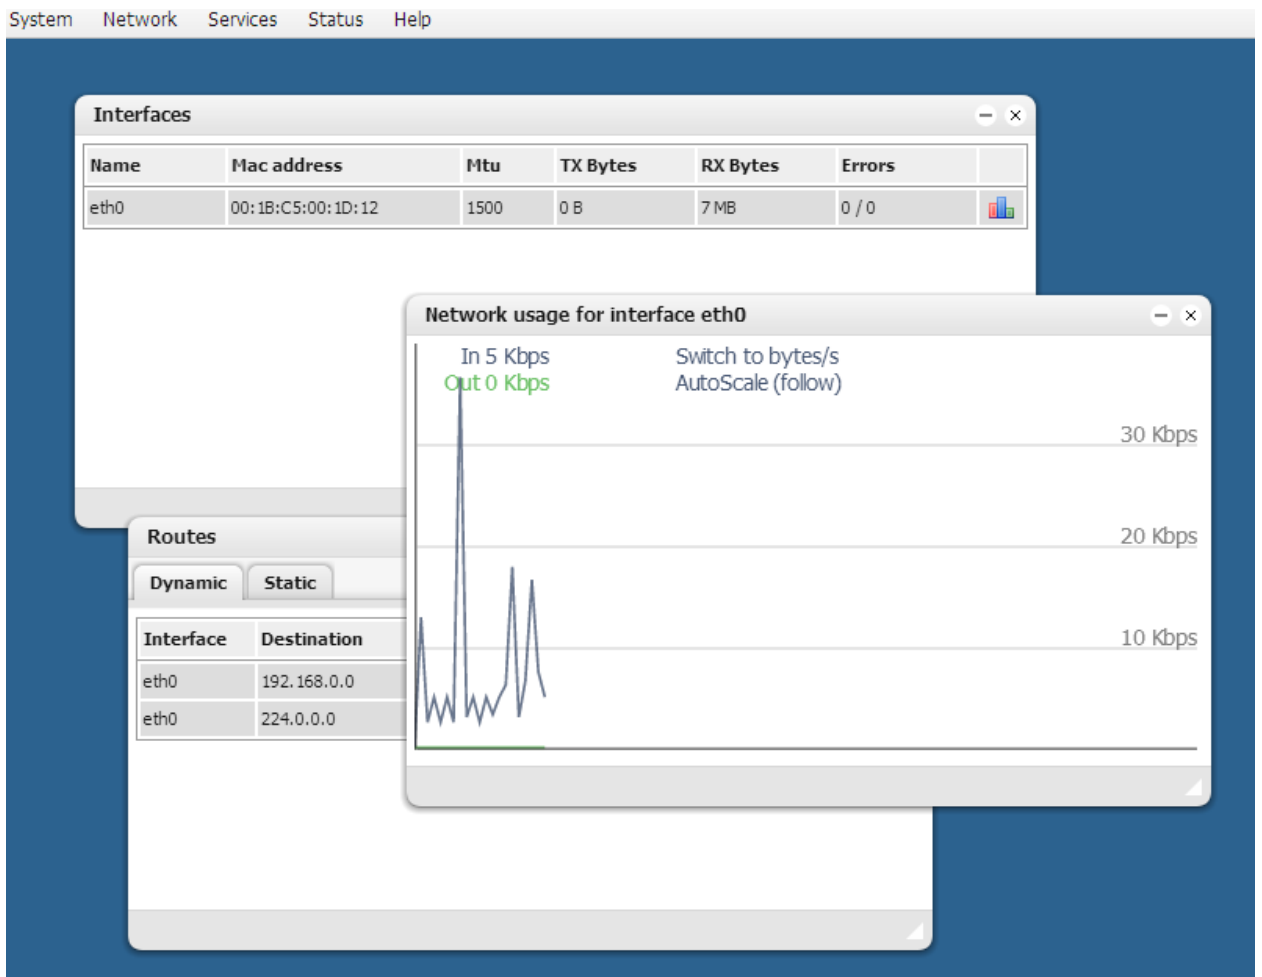 System Network Services Status Help
Interfaces
Name Mac address Mtu TX Bytes RX Bytes Errors
eth0 00:1B:C5:00:1D:12 1500 0 B 7 MB 0 / 0
Network usage for interface eth0
In 5 Kbps Switch to bytes/s
Out 0 Kbps AutoScale (follow)
30 Kbps
20 Kbps
10 Kbps
Routes
Dynamic Static
Interface Destination
eth0 192.168.0.0
eth0 224.0.0.0